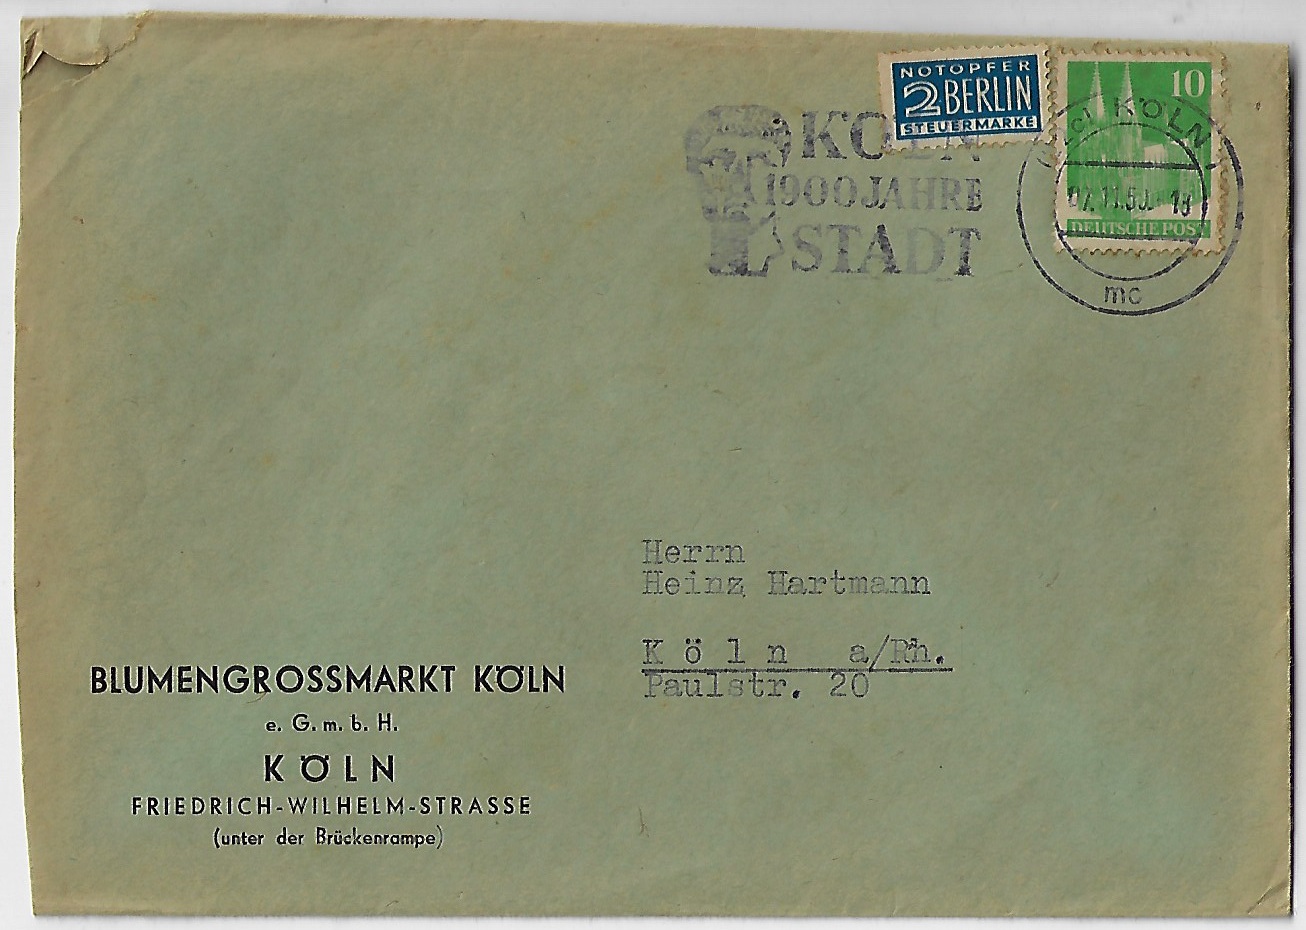 NOTOPFER
2 BERLIN
STEUERMARKE
10
DEUTSCHE POST
KÖLN
1900 JAHRE
STADT
KÖLN
18
mc
Herrn
Heinz Hartmann
Köln a/Rh.
Paulstr. 20
BLUMENGROSSMARKT KÖLN
e. G. m. b. H.
KÖLN
FRIEDRICH-WILHELM-STRASSE
(unter der Brückenrampe)